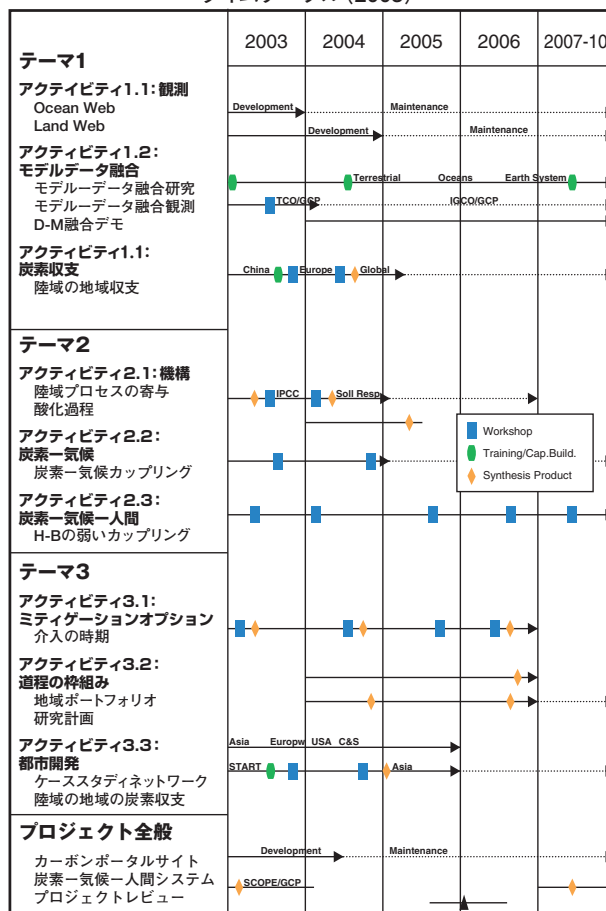 2003 2004 2005 2006 2007-10
テーマ1
アクテイビティ1.1：観測
Ocean Web
Development Maintenance
Land Web
Development Maintenance
アクティビティ1.2：
モデルデータ融合
モデルーデータ融合研究
Terrestrial Oceans Earth System
モデルーデータ融合観測
TCO/GCP IGCO/GCP
D-M融合デモ
アクティビティ1.1：
炭素収支
China Europe Global
陸域の地域収支
テーマ2
アクティビティ2.1：機構
陸域プロセスの寄与
IPCC Soll Resp
酸化過程
アクティビティ2.2：
炭素ー気候
炭素ー気候カップリング
アクティビティ2.3：
炭素ー気候ー人間
H-Bの弱いカップリング
Workshop
Training/Cap.Build.
Synthesis Product
テーマ3
アクティビティ3.1：
ミティゲーションオプション
介入の時期
アクティビティ3.2：
道程の枠組み
地域ポートフォリオ
研究計画
アクティビティ3.3：
都市開発
Asia Europw USA C&S
ケーススタディネットワーク
START Asia
陸域の地域の炭素収支
プロジェクト全般
カーボンポータルサイト
Development Maintenance
炭素ー気候ー人間システム
SCOPE/GCP
プロジェクトレビュー